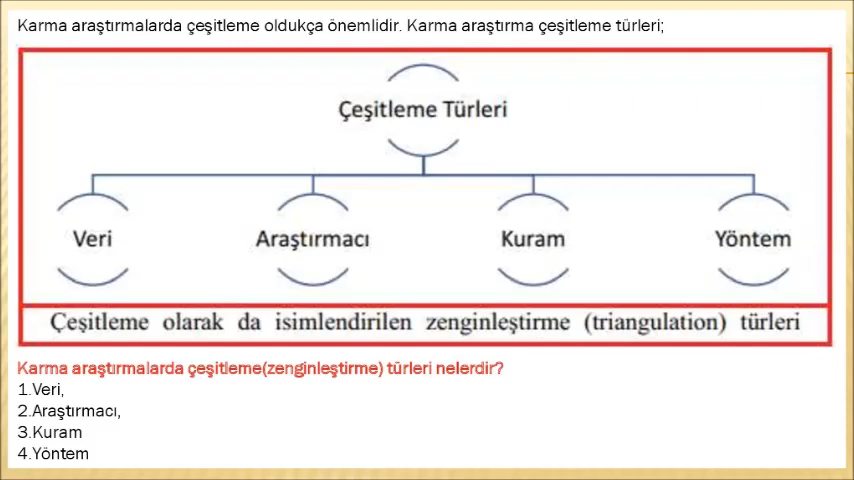 Karma araştırmalarda çeşitleme oldukça önemlidir. Karma araştırma çeşitleme türleri;
Çeşitleme Türleri
Veri
Araştırmacı
Kuram
Yöntem
Çeşitleme olarak da isimlendirilen zenginleştirme (triangulation) türleri
Karma araştırmalarda çeşitleme(zenginleştirme) türleri nelerdir?
1.Veri,
2.Araştırmacı,
3.Kuram
4.Yöntem